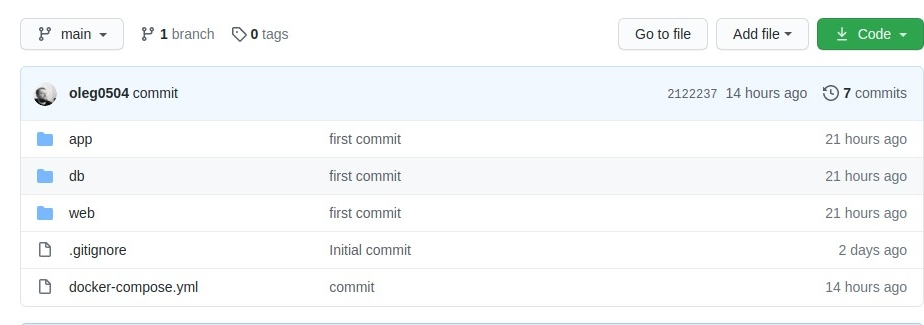 main 1 branch 0 tags Go to file Add file Code
oleg0504 commit 2122237 14 hours ago 7 commits
app first commit 21 hours ago
db first commit 21 hours ago
web first commit 21 hours ago
.gitignore Initial commit 2 days ago
docker-compose.yml commit 14 hours ago